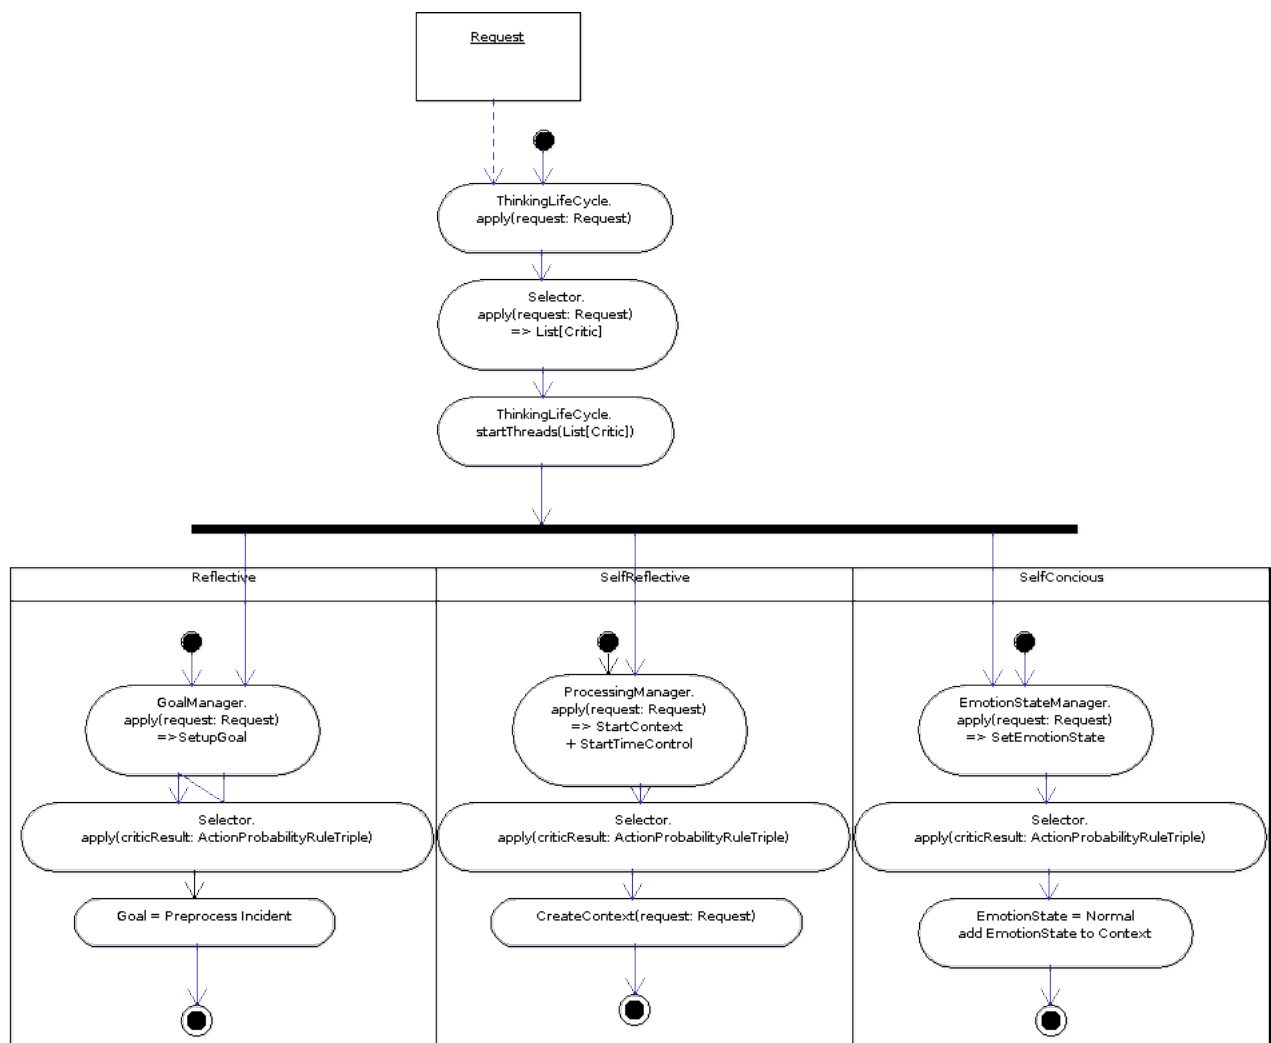 Request
ThinkingLifeCycle.
apply(request: Request)
Selector.
apply(request: Request)
=> List[Critic]
ThinkingLifeCycle.
startThreads(List[Critic])
Reflective
SelfReflective
SelfConcious
GoalManager.
apply(request: Request)
=>SetupGoal
ProcessingManager.
apply(request: Request)
=> StartContext
+ StartTimeControl
EmotionStateManager.
apply(request: Request)
=> SetEmotionState
Selector.
apply(criticResult: ActionProbabilityRuleTriple)
Selector.
apply(criticResult: ActionProbabilityRuleTriple)
Selector.
apply(criticResult: ActionProbabilityRuleTriple)
Goal = Preprocess Incident
CreateContext(request: Request)
EmotionState = Normal
add EmotionState to Context